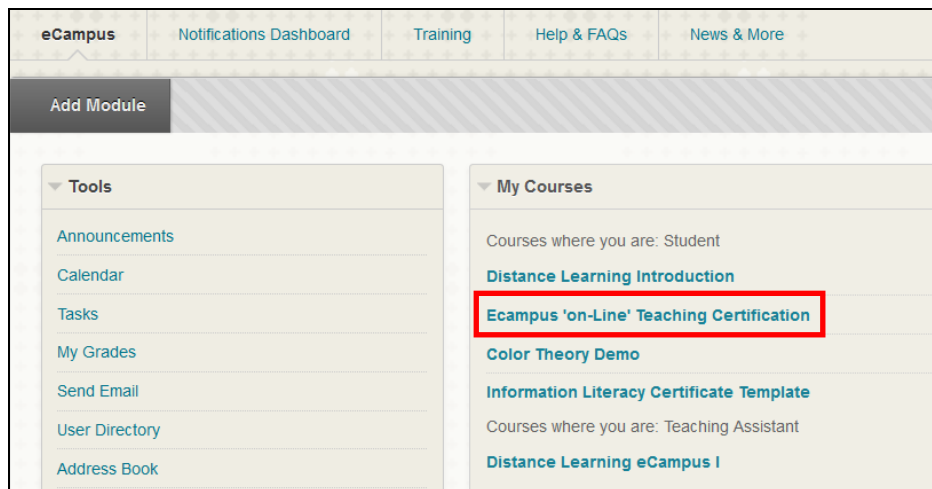 eCampus Notifications Dashboard Training Help & FAQs News & More
Add Module
Tools
Announcements
Calendar
Tasks
My Grades
Send Email
User Directory
Address Book
My Courses
Courses where you are: Student
Distance Learning Introduction
Ecampus 'on-Line' Teaching Certification
Color Theory Demo
Information Literacy Certificate Template
Courses where you are: Teaching Assistant
Distance Learning eCampus I